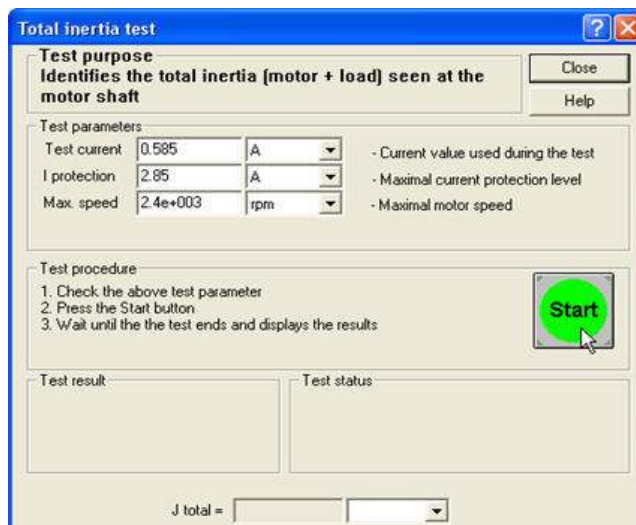 Total inertia test
Test purpose
Identifies the total inertia (motor + load) seen at the
motor shaft
Close
Help
Test parameters
Test current 0.585 A - Current value used during the test
I protection 2.85 A - Maximal current protection level
Max. speed 2.4e+003 rpm - Maximal motor speed
Test procedure
1. Check the above test parameter
2. Press the Start button
3. Wait until the the test ends and displays the results
Start
Test result
Test status
J total =